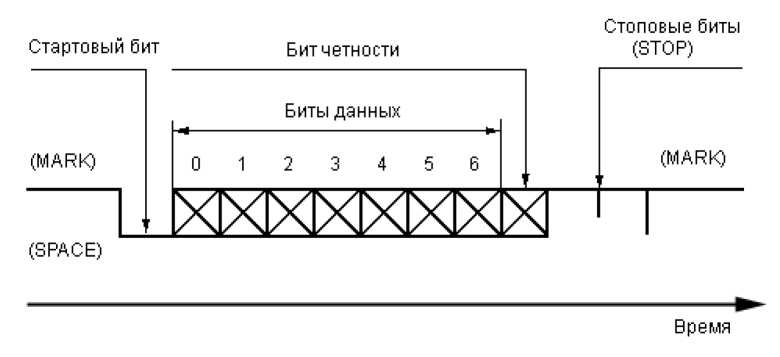 Стартовый бит
Бит четности
Стоповые биты
(STOP)
Биты данных
(MARK)
0 1 2 3 4 5 6
(MARK)
(SPACE)
Время